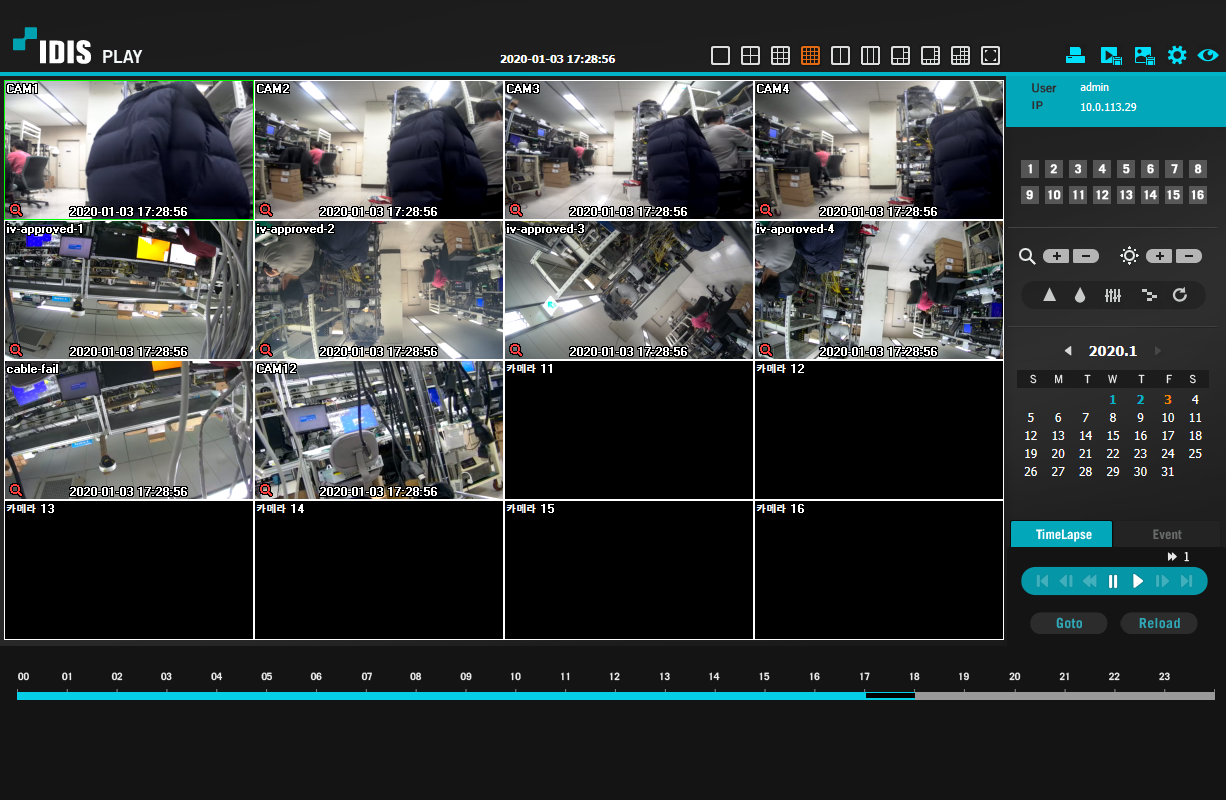 IDIS PLAY
2020-01-03 17:28:56
User admin
IP 10.0.113.29
CAM1
CAM2
CAM3
CAM4
2020-01-03 17:28:56
2020-01-03 17:28:56
2020-01-03 17:28:56
2020-01-03 17:28:56
iv-approved-1
iv-approved-2
iv-approved-3
iv-aporoved-4
2020-01-03 17:28:56
2020-01-03 17:28:56
2020-01-03 17:28:56
2020-01-03 17:28:56
cable-fail
CAM12
카메라 11
카메라 12
2020-01-03 17:28:56
2020-01-03 17:28:56
카메라 13
카메라 14
카메라 15
카메라 16
1 2 3 4 5 6 7 8
9 10 11 12 13 14 15 16
2020.1
S M T W T F S
1 2 3 4
5 6 7 8 9 10 11
12 13 14 15 16 17 18
19 20 21 22 23 24 25
26 27 28 29 30 31
TimeLapse Event
1
Goto Reload
00 01 02 03 04 05 06 07 08 09 10 11 12 13 14 15 16 17 18 19 20 21 22 23